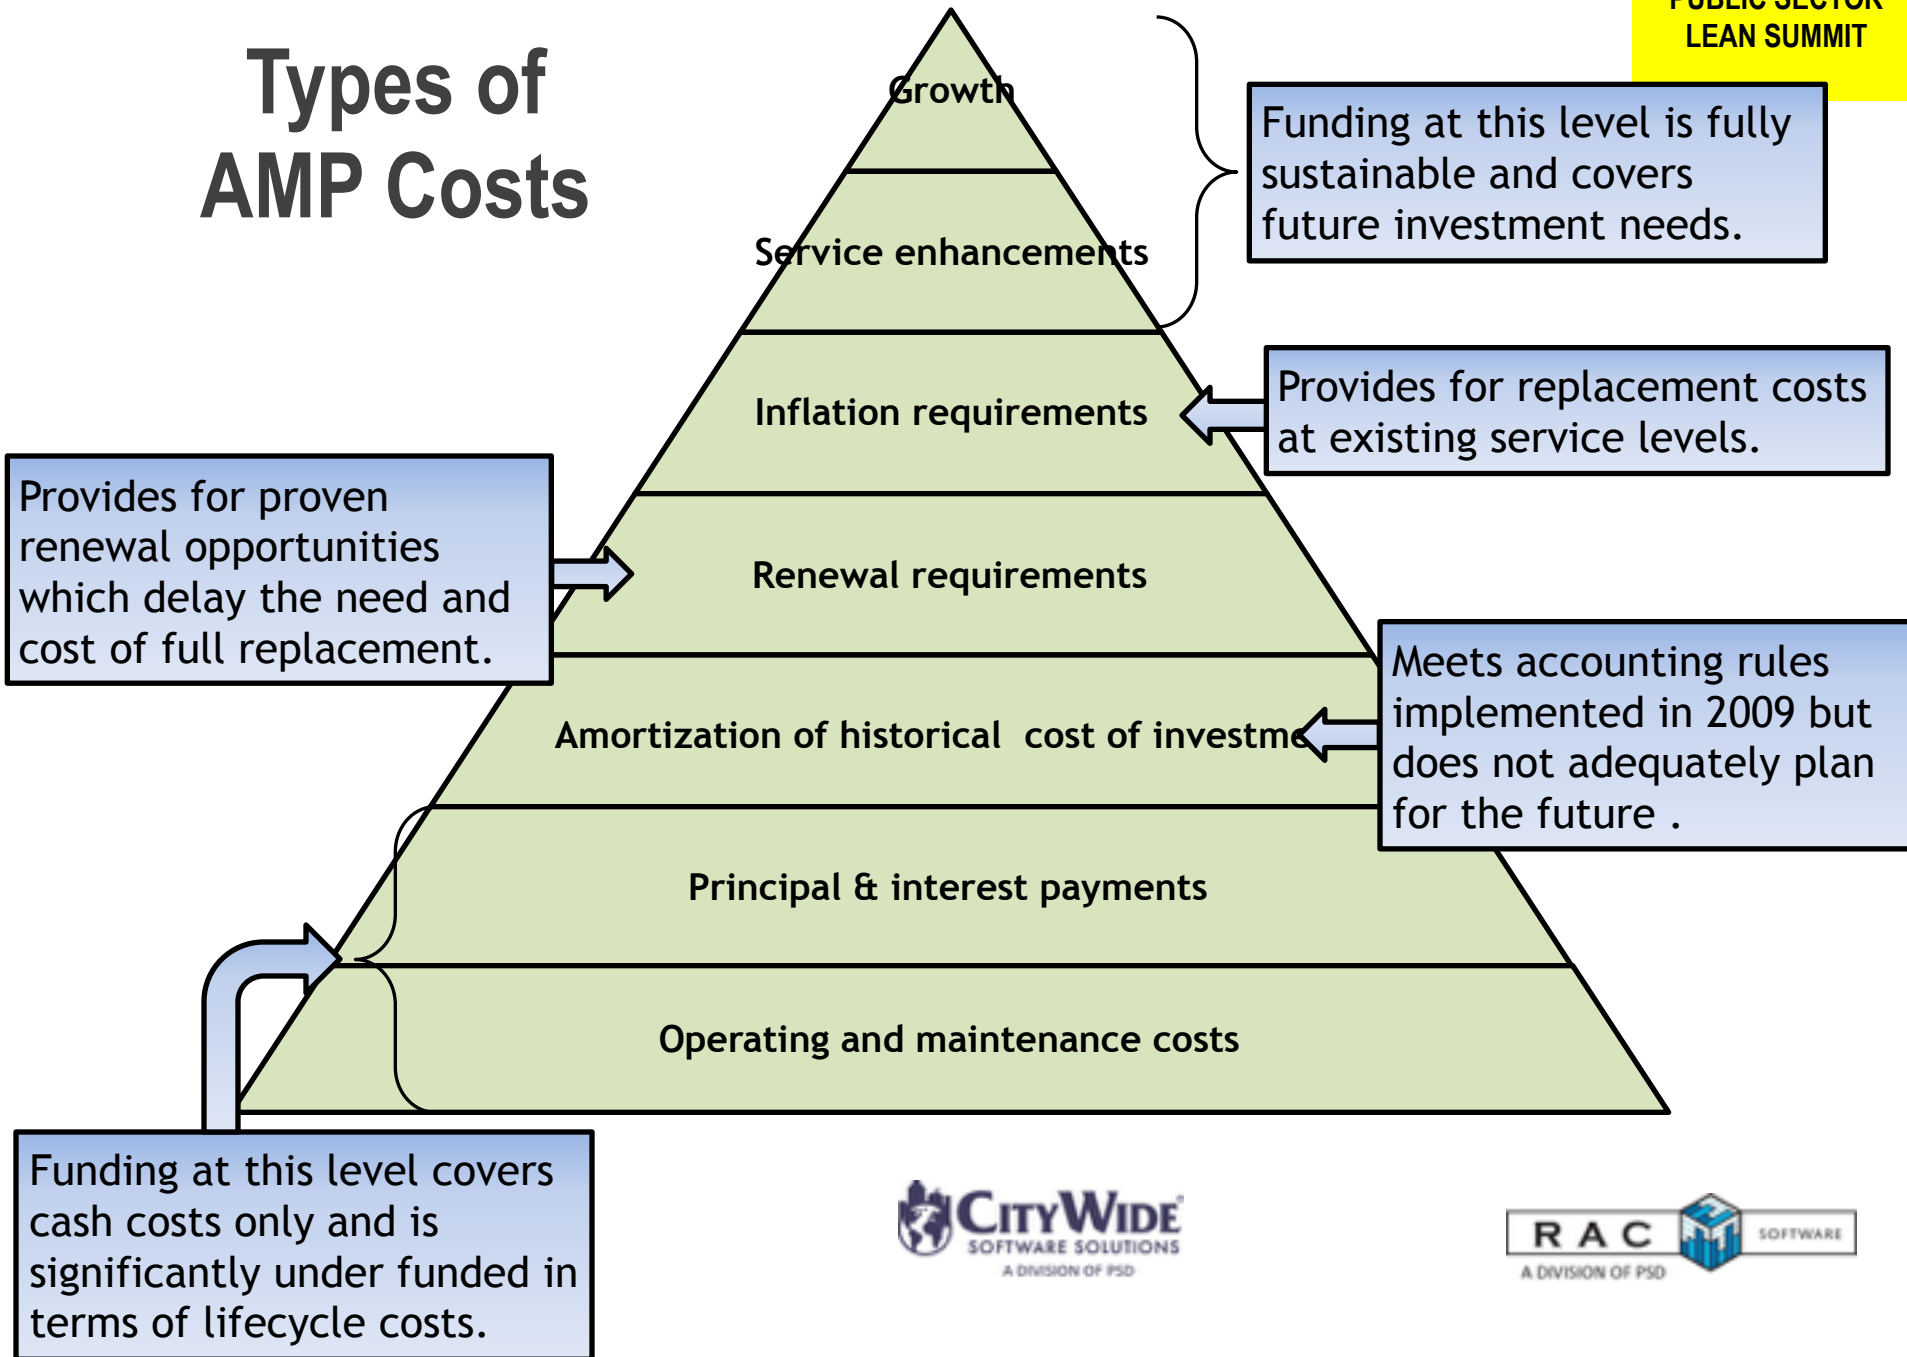 PUBLIC SECTOR
LEAN SUMMIT
Types of
AMP Costs
Growth
Funding at this level is fully
sustainable and covers
future investment needs.
Service enhancements
Inflation requirements
Provides for replacement costs
at existing service levels.
Provides for proven
renewal opportunities
which delay the need and
cost of full replacement.
Renewal requirements
Amortization of historical  cost of investme
Meets accounting rules
implemented in 2009 but
does not adequately plan
for the future .
Principal & interest payments
Operating and maintenance costs
Funding at this level covers
cash costs only and is
significantly under funded in
terms of lifecycle costs.
CITYWIDE
SOFTWARE SOLUTIONS
A DIVISION OF PSD
RAC SOFTWARE
A DIVISION OF PSD